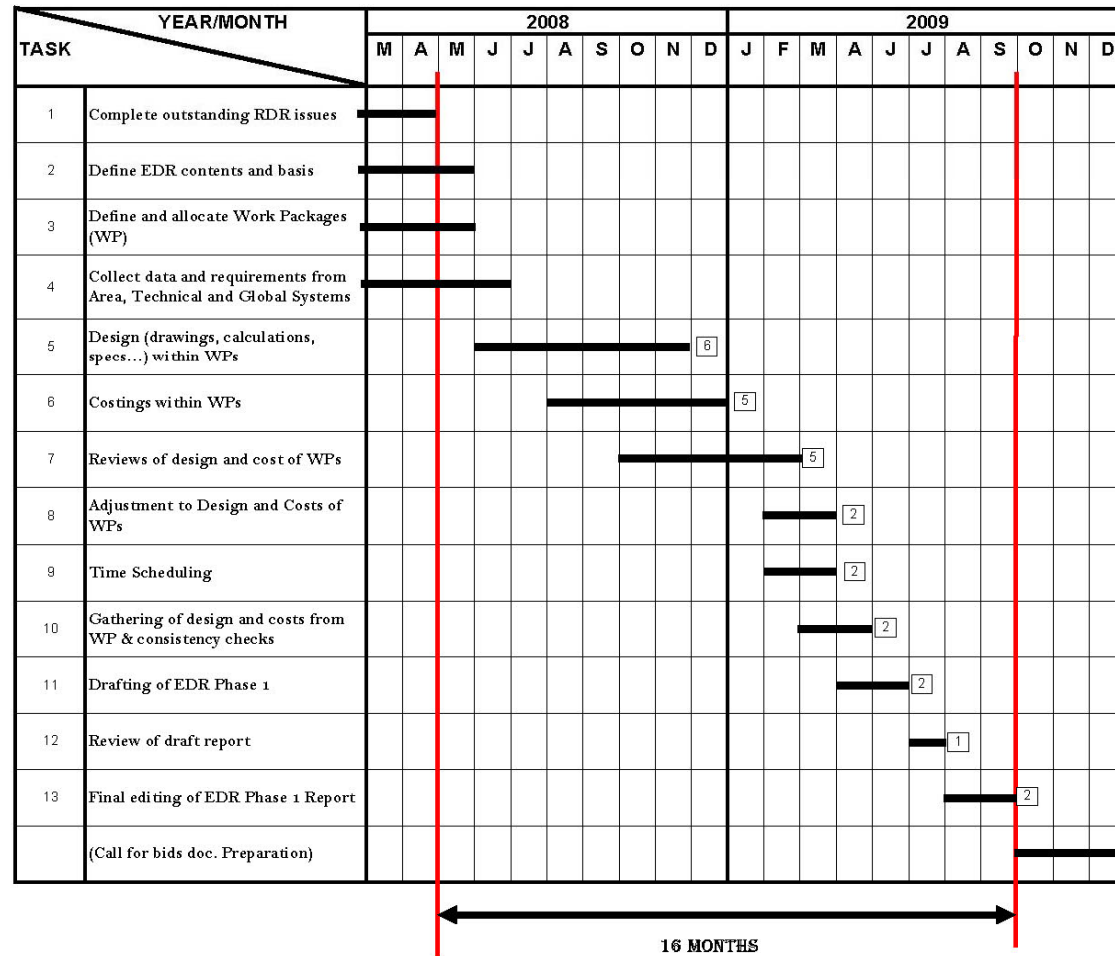 YEAR/MONTH 2008 2009
TASK M A M J J A S O N D J F M A J J A S O N D
1 Complete outstanding RDR issues
2 Define EDR contents and basis
3 Define and allocate Work Packages
(WP)
4 Collect data and requirements from
Area, Technical and Global Systems
5 Design (drawings, calculations,
specs...) within WPs 6
6 Costings within WPs 5
7 Reviews of design and cost of WPs 5
8 Adjustment to Design and Costs of
WPs 2
9 Time Scheduling 2
10 Gathering of design and costs from
WP & consistency checks 2
11 Drafting of EDR Phase 1 2
12 Review of draft report 1
13 Final editing of EDR Phase 1 Report 2
(Call for bids doc. Preparation)
16 MONTHS